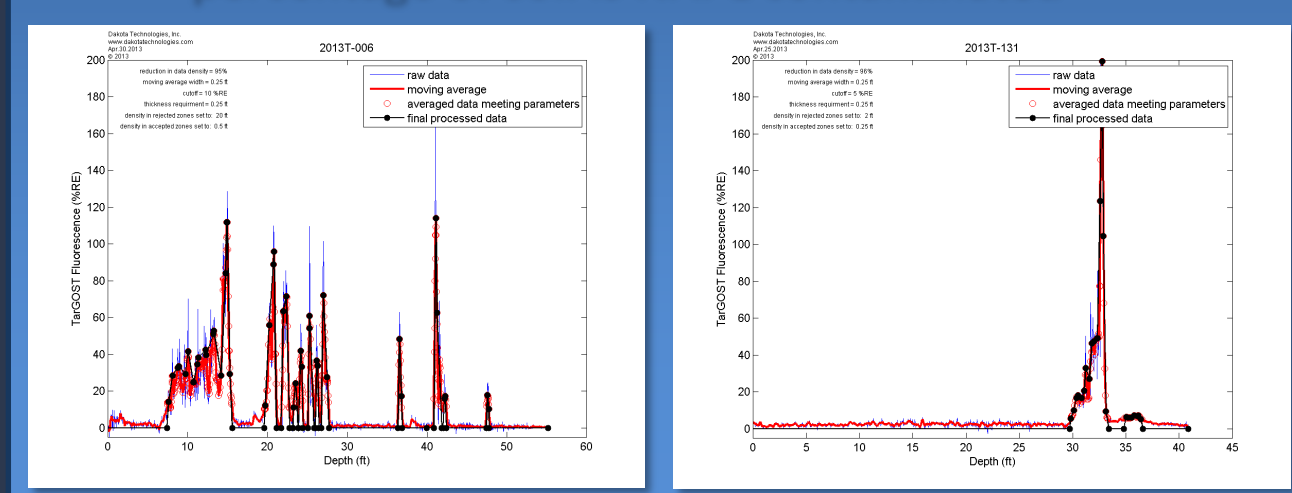 Dakota Technologies, Inc.
www.dakotatechnologies.com
Apr.30.2013
© 2013
2013T-006
reduction in data density = 95%
moving average width = 0.25 ft
cutoff = 10 %RE
thickness requirment = 0.25 ft
density in rejected zones set to: 20 ft
density in accepted zones set to: 0.5 ft
raw data
moving average
averaged data meeting parameters
final processed data
TarGOST Fluorescence (%RE)
200
180
160
140
120
100
80
60
40
20
0
0 10 20 30 40 50 60
Depth (ft)
Dakota Technologies, Inc.
www.dakotatechnologies.com
Apr.25.2013
© 2013
2013T-131
reduction in data density = 96%
moving average width = 0.25 ft
cutoff = 5 %RE
thickness requirment = 0.25 ft
density in rejected zones set to: 2 ft
density in accepted zones set to: 0.25 ft
raw data
moving average
averaged data meeting parameters
final processed data
TarGOST Fluorescence (%RE)
200
180
160
140
120
100
80
60
40
20
0
0 5 10 15 20 25 30 35 40 45
Depth (ft)